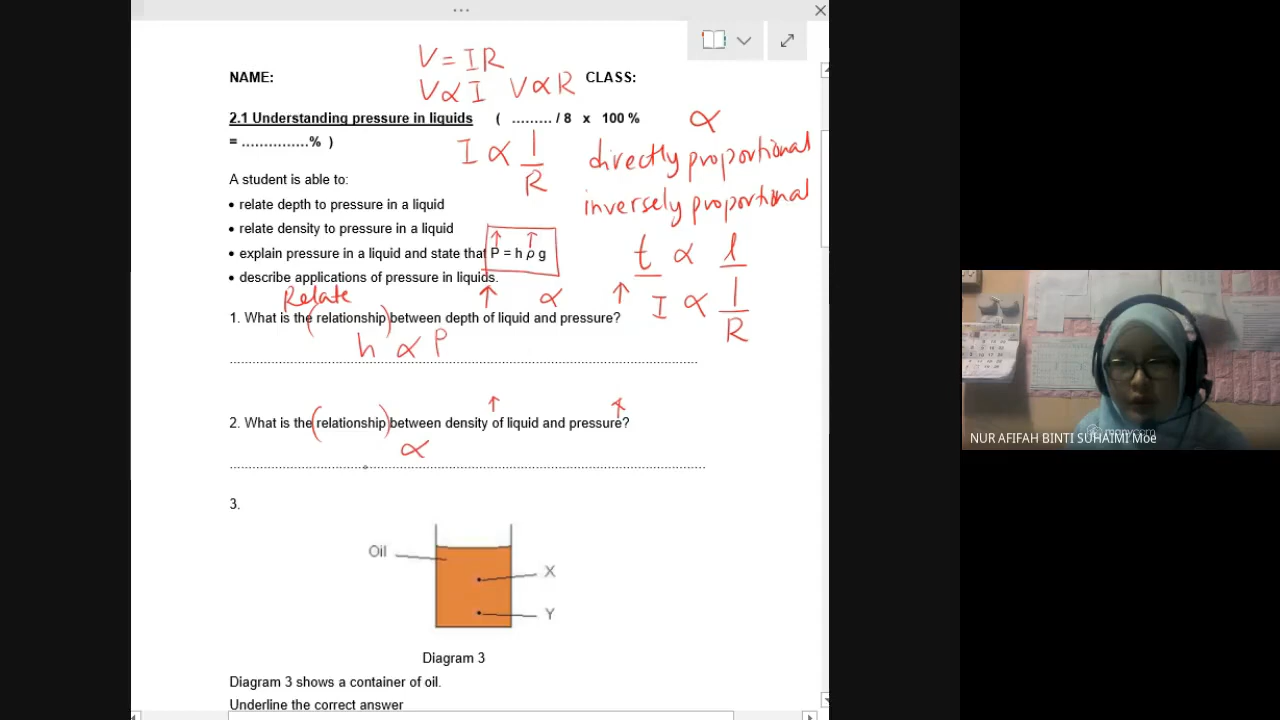 V = IR
NAME: CLASS:
V ∝ I V ∝ R
2.1 Understanding pressure in liquids ( ......... / 8 x 100 %
∝
= ..............% )
I ∝ 1/R
directly proportional
A student is able to:
inversely proportional
• relate depth to pressure in a liquid
• relate density to pressure in a liquid
• explain pressure in a liquid and state that P = h ρ g
t ∝ l
• describe applications of pressure in liquids.
Relate ↑ ∝ ↑ I ∝ 1/R
1. What is the (relationship) between depth of liquid and pressure?
h ∝ P
2. What is the (relationship) between density of liquid and pressure?
∝
3.
Oil
X
Y
Diagram 3
Diagram 3 shows a container of oil.
Underline the correct answer
NUR AFIFAH BINTI SUHAIMI Moe